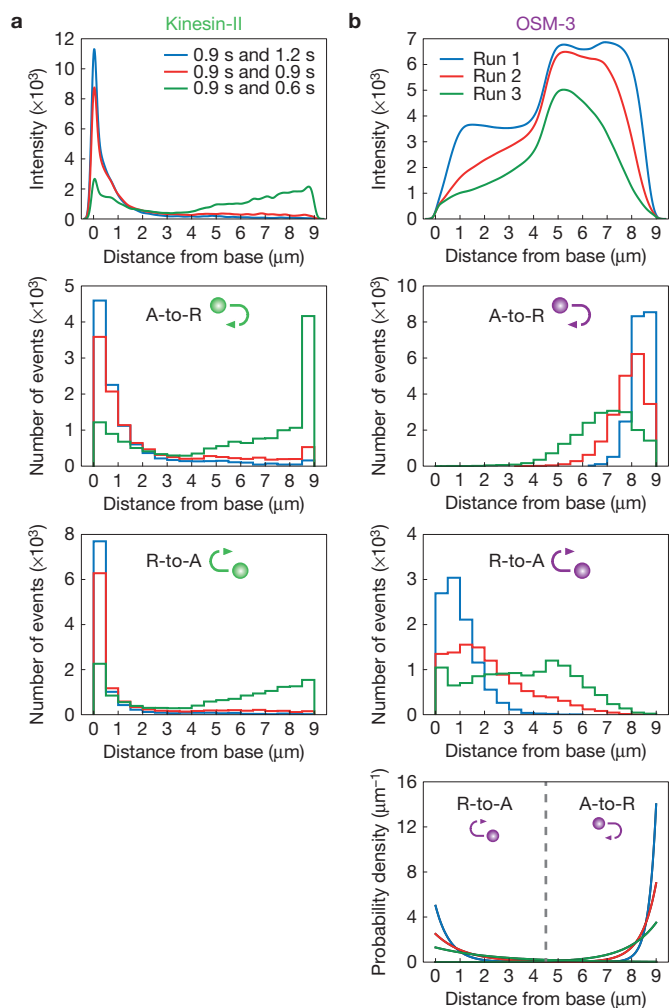 a
Kinesin-II
Intensity (×10³)
12
10
8
6
4
2
0
0.9 s and 1.2 s
0.9 s and 0.9 s
0.9 s and 0.6 s
0 1 2 3 4 5 6 7 8 9
Distance from base (μm)
Number of events (×10³)
5
4
3
2
1
0
A-to-R
0 1 2 3 4 5 6 7 8 9
Distance from base (μm)
Number of events (×10³)
8
6
4
2
0
R-to-A
0 1 2 3 4 5 6 7 8 9
Distance from base (μm)
b
OSM-3
Intensity (×10³)
7
6
5
4
3
2
1
0
Run 1
Run 2
Run 3
0 1 2 3 4 5 6 7 8 9
Distance from base (μm)
Number of events (×10³)
10
8
6
4
2
0
A-to-R
0 1 2 3 4 5 6 7 8 9
Distance from base (μm)
Number of events (×10³)
4
3
2
1
0
R-to-A
0 1 2 3 4 5 6 7 8 9
Distance from base (μm)
Probability density (μm⁻¹)
16
12
8
4
0
R-to-A
A-to-R
0 1 2 3 4 5 6 7 8 9
Distance from base (μm)